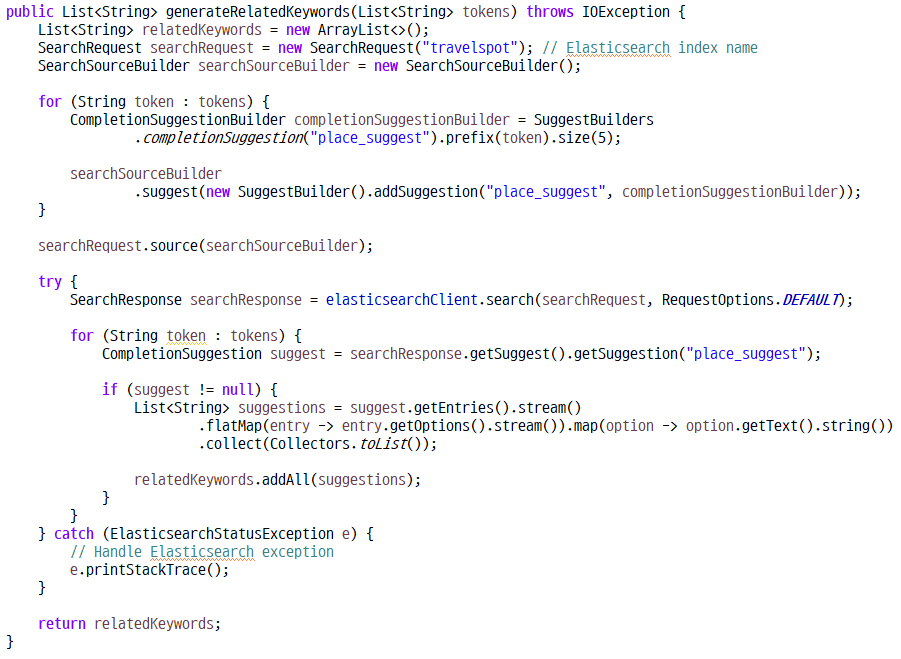 public List<String> generateRelatedKeywords(List<String> tokens) throws IOException {
    List<String> relatedKeywords = new ArrayList<>();
    SearchRequest searchRequest = new SearchRequest("travelspot"); // Elasticsearch index name
    SearchSourceBuilder searchSourceBuilder = new SearchSourceBuilder();

    for (String token : tokens) {
        CompletionSuggestionBuilder completionSuggestionBuilder = SuggestBuilders
                .completionSuggestion("place_suggest").prefix(token).size(5);

        searchSourceBuilder
                .suggest(new SuggestBuilder().addSuggestion("place_suggest", completionSuggestionBuilder));
    }

    searchRequest.source(searchSourceBuilder);

    try {
        SearchResponse searchResponse = elasticsearchClient.search(searchRequest, RequestOptions.DEFAULT);

        for (String token : tokens) {
            CompletionSuggestion suggest = searchResponse.getSuggest().getSuggestion("place_suggest");

            if (suggest != null) {
                List<String> suggestions = suggest.getEntries().stream()
                        .flatMap(entry -> entry.getOptions().stream()).map(option -> option.getText().string())
                        .collect(Collectors.toList());

                relatedKeywords.addAll(suggestions);
            }
        }
    } catch (ElasticsearchStatusException e) {
        // Handle Elasticsearch exception
        e.printStackTrace();
    }

    return relatedKeywords;
}